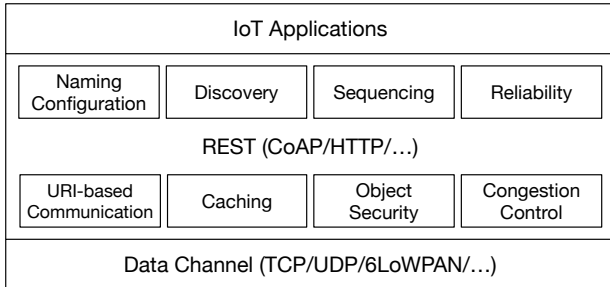 IoT Applications
Naming
Configuration
Discovery
Sequencing
Reliability
REST (CoAP/HTTP/…)
URI-based
Communication
Caching
Object
Security
Congestion
Control
Data Channel (TCP/UDP/6LoWPAN/…)